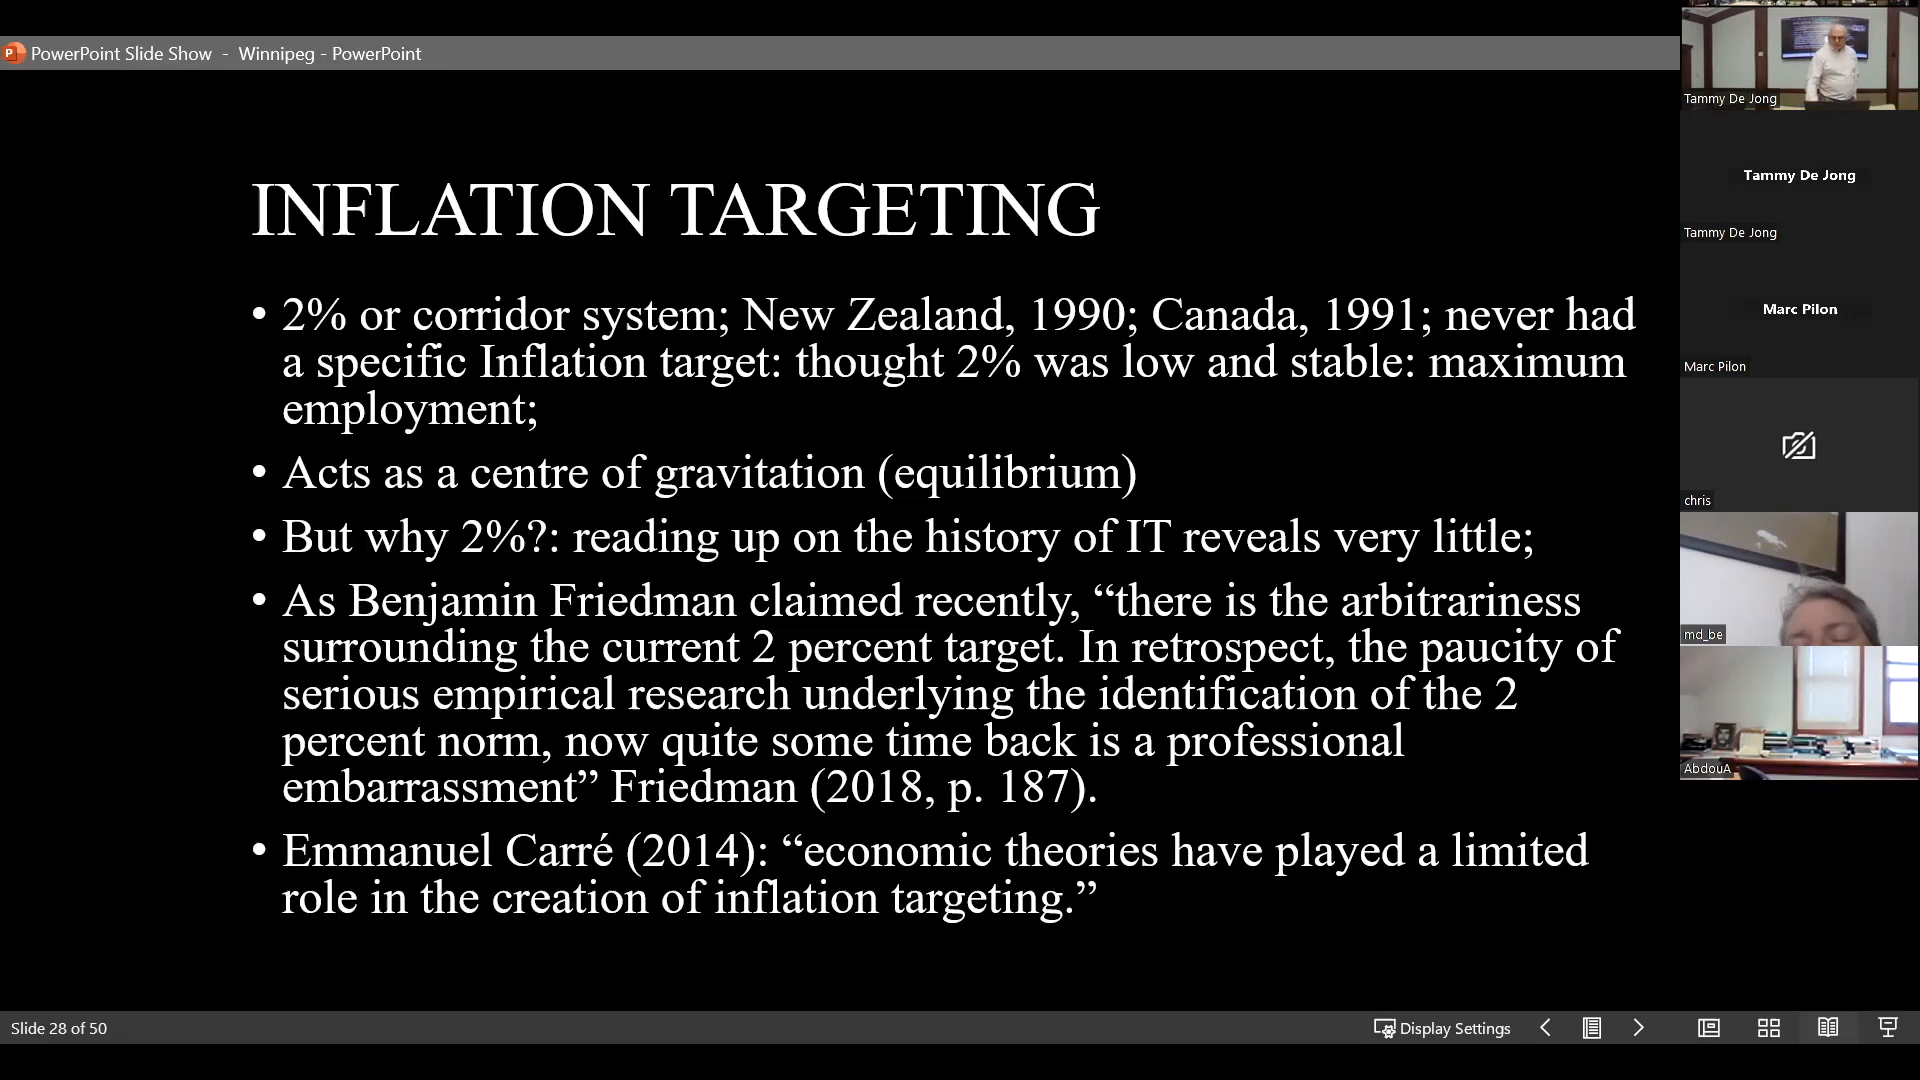 PowerPoint Slide Show - Winnipeg - PowerPoint
INFLATION TARGETING
• 2% or corridor system; New Zealand, 1990; Canada, 1991; never had
a specific Inflation target: thought 2% was low and stable: maximum
employment;
• Acts as a centre of gravitation (equilibrium)
• But why 2%?: reading up on the history of IT reveals very little;
• As Benjamin Friedman claimed recently, “there is the arbitrariness
surrounding the current 2 percent target. In retrospect, the paucity of
serious empirical research underlying the identification of the 2
percent norm, now quite some time back is a professional
embarrassment” Friedman (2018, p. 187).
• Emmanuel Carré (2014): “economic theories have played a limited
role in the creation of inflation targeting.”
Slide 28 of 50
Display Settings
Tammy De Jong
Tammy De Jong
Tammy De Jong
Marc Pilon
Marc Pilon
chris
md_be
AbdouA